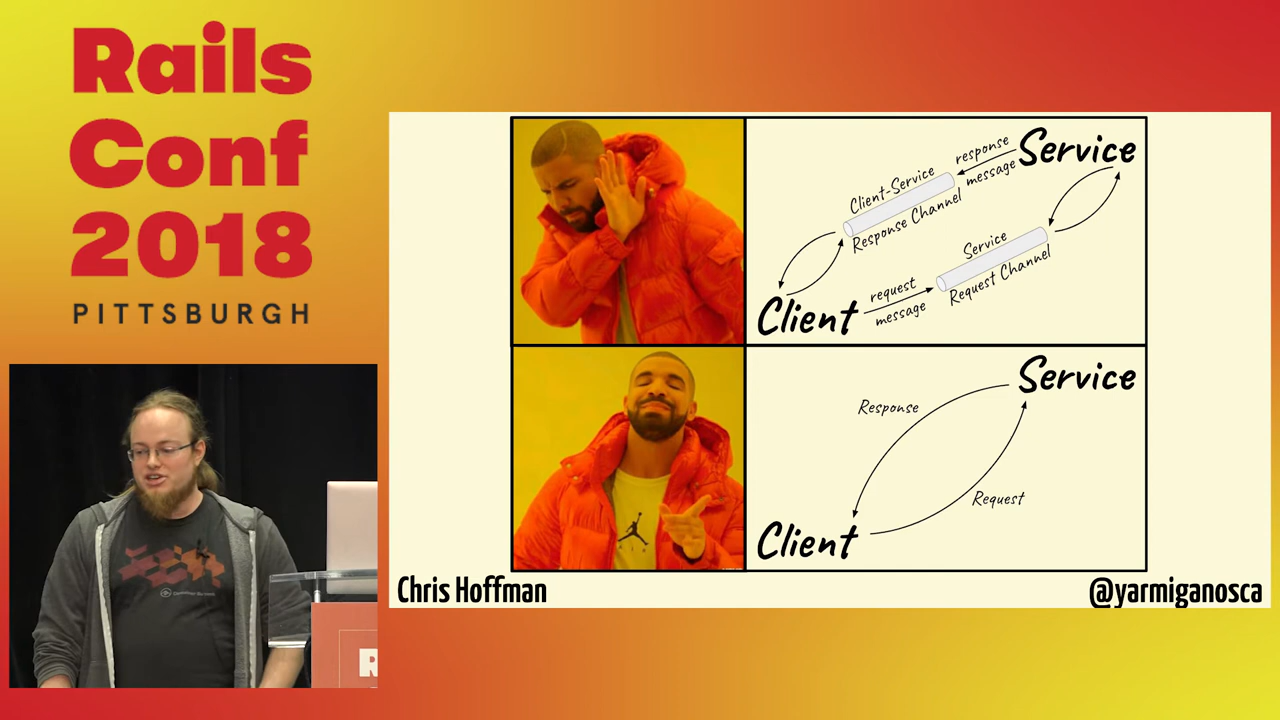 Rails
Conf
2018
PITTSBURGH
Service
response
message
Client-Service
Response Channel
Service
Request Channel
request
message
Client
Service
Response
Request
Client
Chris Hoffman
@yarmiganosca
R